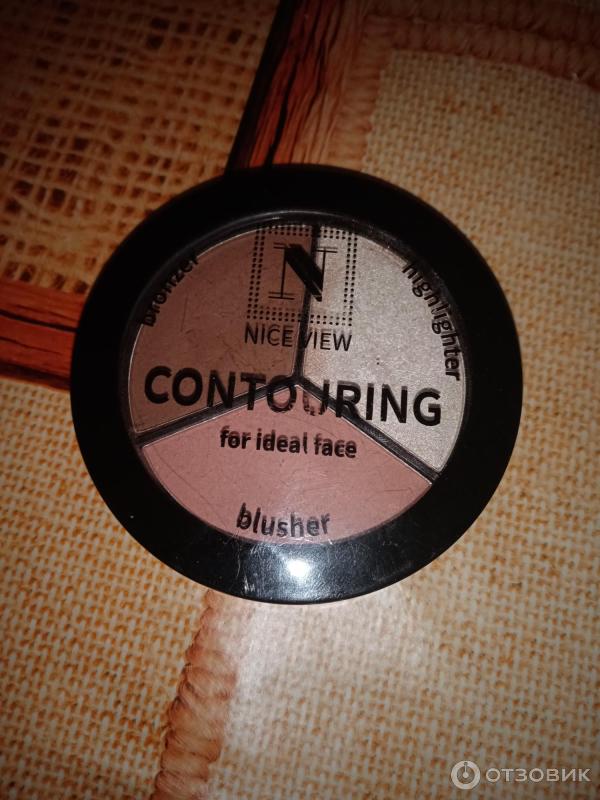 N
NICE VIEW
bronzer
highlighter
CONTOURING
for ideal face
blusher
ОТЗОВИК